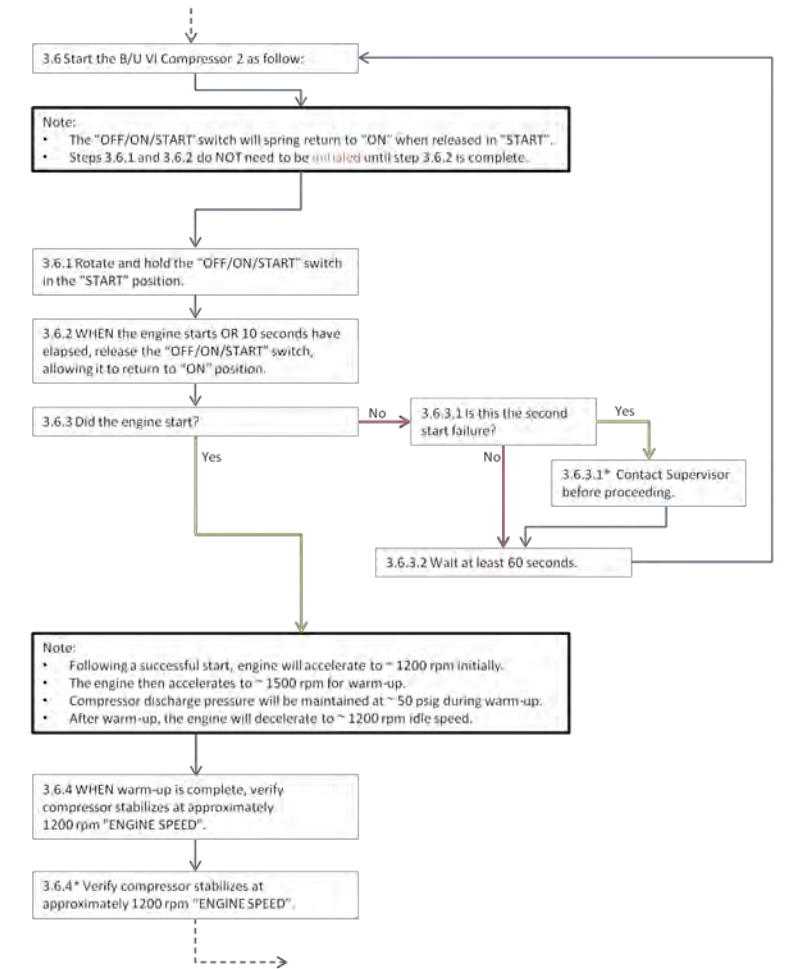 3.6 Start the B/U VI Compressor 2 as follow:
Note:
• The "OFF/ON/START' switch will spring return to "ON" when released in "START".
• Steps 3.6.1 and 3.6.2 do NOT need to be initialed until step 3.6.2 is complete.
3.6.1 Rotate and hold the "OFF/ON/START" switch
in the "START" position.
3.6.2 WHEN the engine starts OR 10 seconds have
elapsed, release the "OFF/ON/START" switch,
allowing it to return to "ON" position.
3.6.3 Did the engine start?
No
3.6.3.1 Is this the second
start failure?
Yes
Yes
No
3.6.3.1* Contact Supervisor
before proceeding.
3.6.3.2 Wait at least 60 seconds.
Note:
• Following a successful start, engine will accelerate to ~ 1200 rpm initially.
• The engine then accelerates to ~ 1500 rpm for warm-up.
• Compressor discharge pressure will be maintained at ~ 50 psig during warm-up.
• After warm-up, the engine will decelerate to ~ 1200 rpm idle speed.
3.6.4 WHEN warm-up is complete, verify
compressor stabilizes at approximately
1200 rpm "ENGINE SPEED".
3.6.4* Verify compressor stabilizes at
approximately 1200 rpm "ENGINE SPEED".